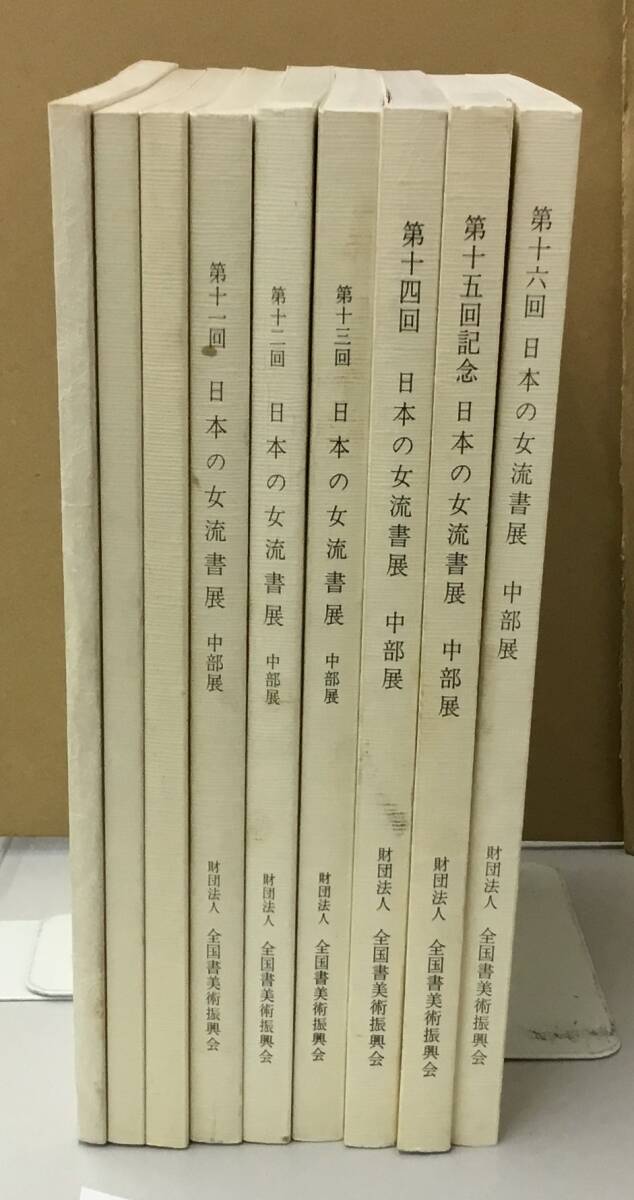 第十一回 日本の女流書展 中部展 財団法人 全国書美術振興会
第十二回 日本の女流書展 中部展 財団法人 全国書美術振興会
第十三回 日本の女流書展 中部展 財団法人 全国書美術振興会
第十四回 日本の女流書展 中部展 財団法人 全国書美術振興会
第十五回記念 日本の女流書展 中部展 財団法人 全国書美術振興会
第十六回 日本の女流書展 中部展 財団法人 全国書美術振興会